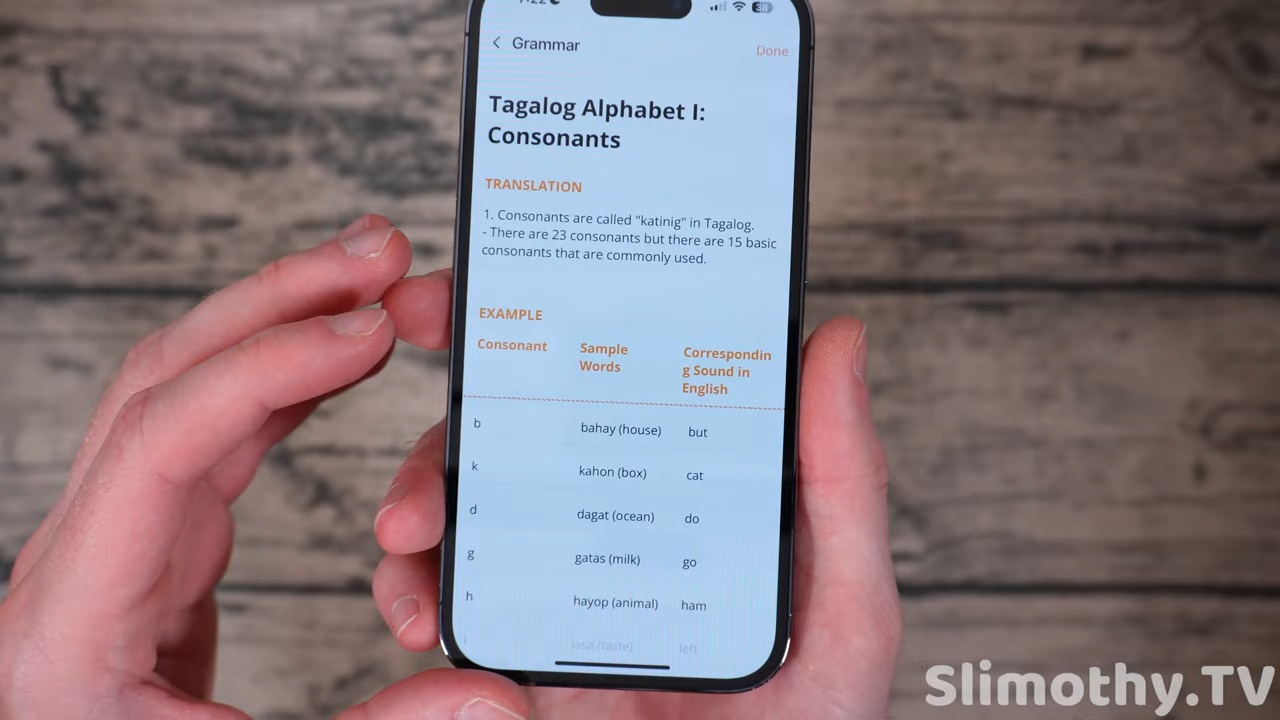 Grammar
Done
Tagalog Alphabet I:
Consonants
TRANSLATION
1. Consonants are called "katinig" in Tagalog.
- There are 23 consonants but there are 15 basic
consonants that are commonly used.
EXAMPLE
Consonant Sample Words Correspondin
g Sound in
English
b bahay (house) but
k kahon (box) cat
d dagat (ocean) do
g gatas (milk) go
h hayop (animal) ham
lasa (taste) left
Slimothy.TV